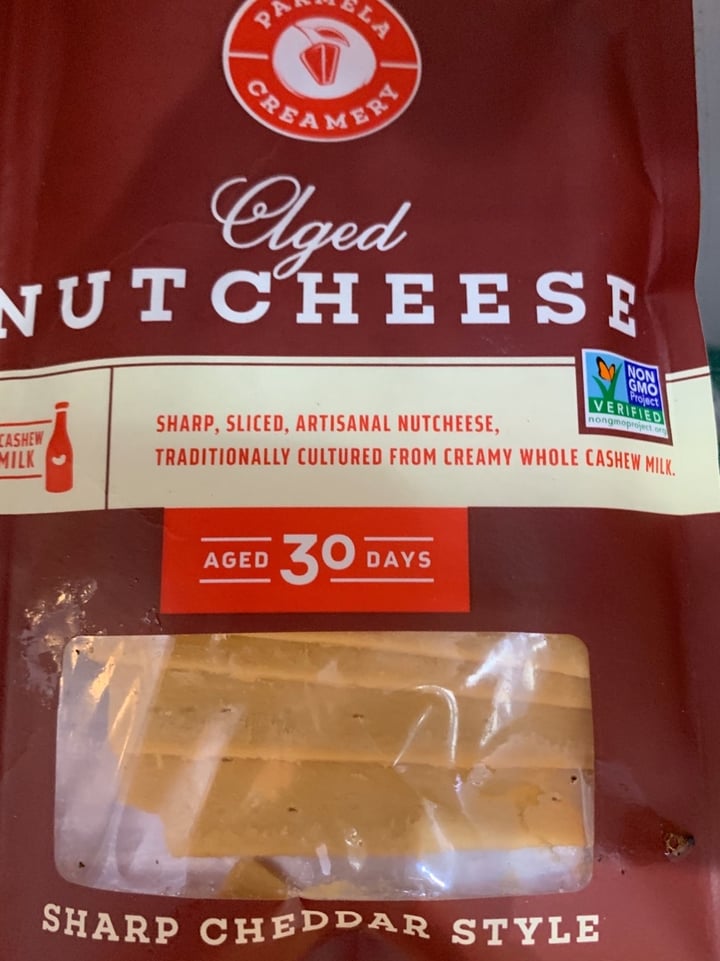 PARMELA
CREAMERY
Aged
NUTCHEESE
CASHEW
MILK
SHARP, SLICED, ARTISANAL NUTCHEESE,
TRADITIONALLY CULTURED FROM CREAMY WHOLE CASHEW MILK.
NON
GMO
Project
VERIFIED
nongmoproject.org
AGED 30 DAYS
SHARP CHEDDAR STYLE